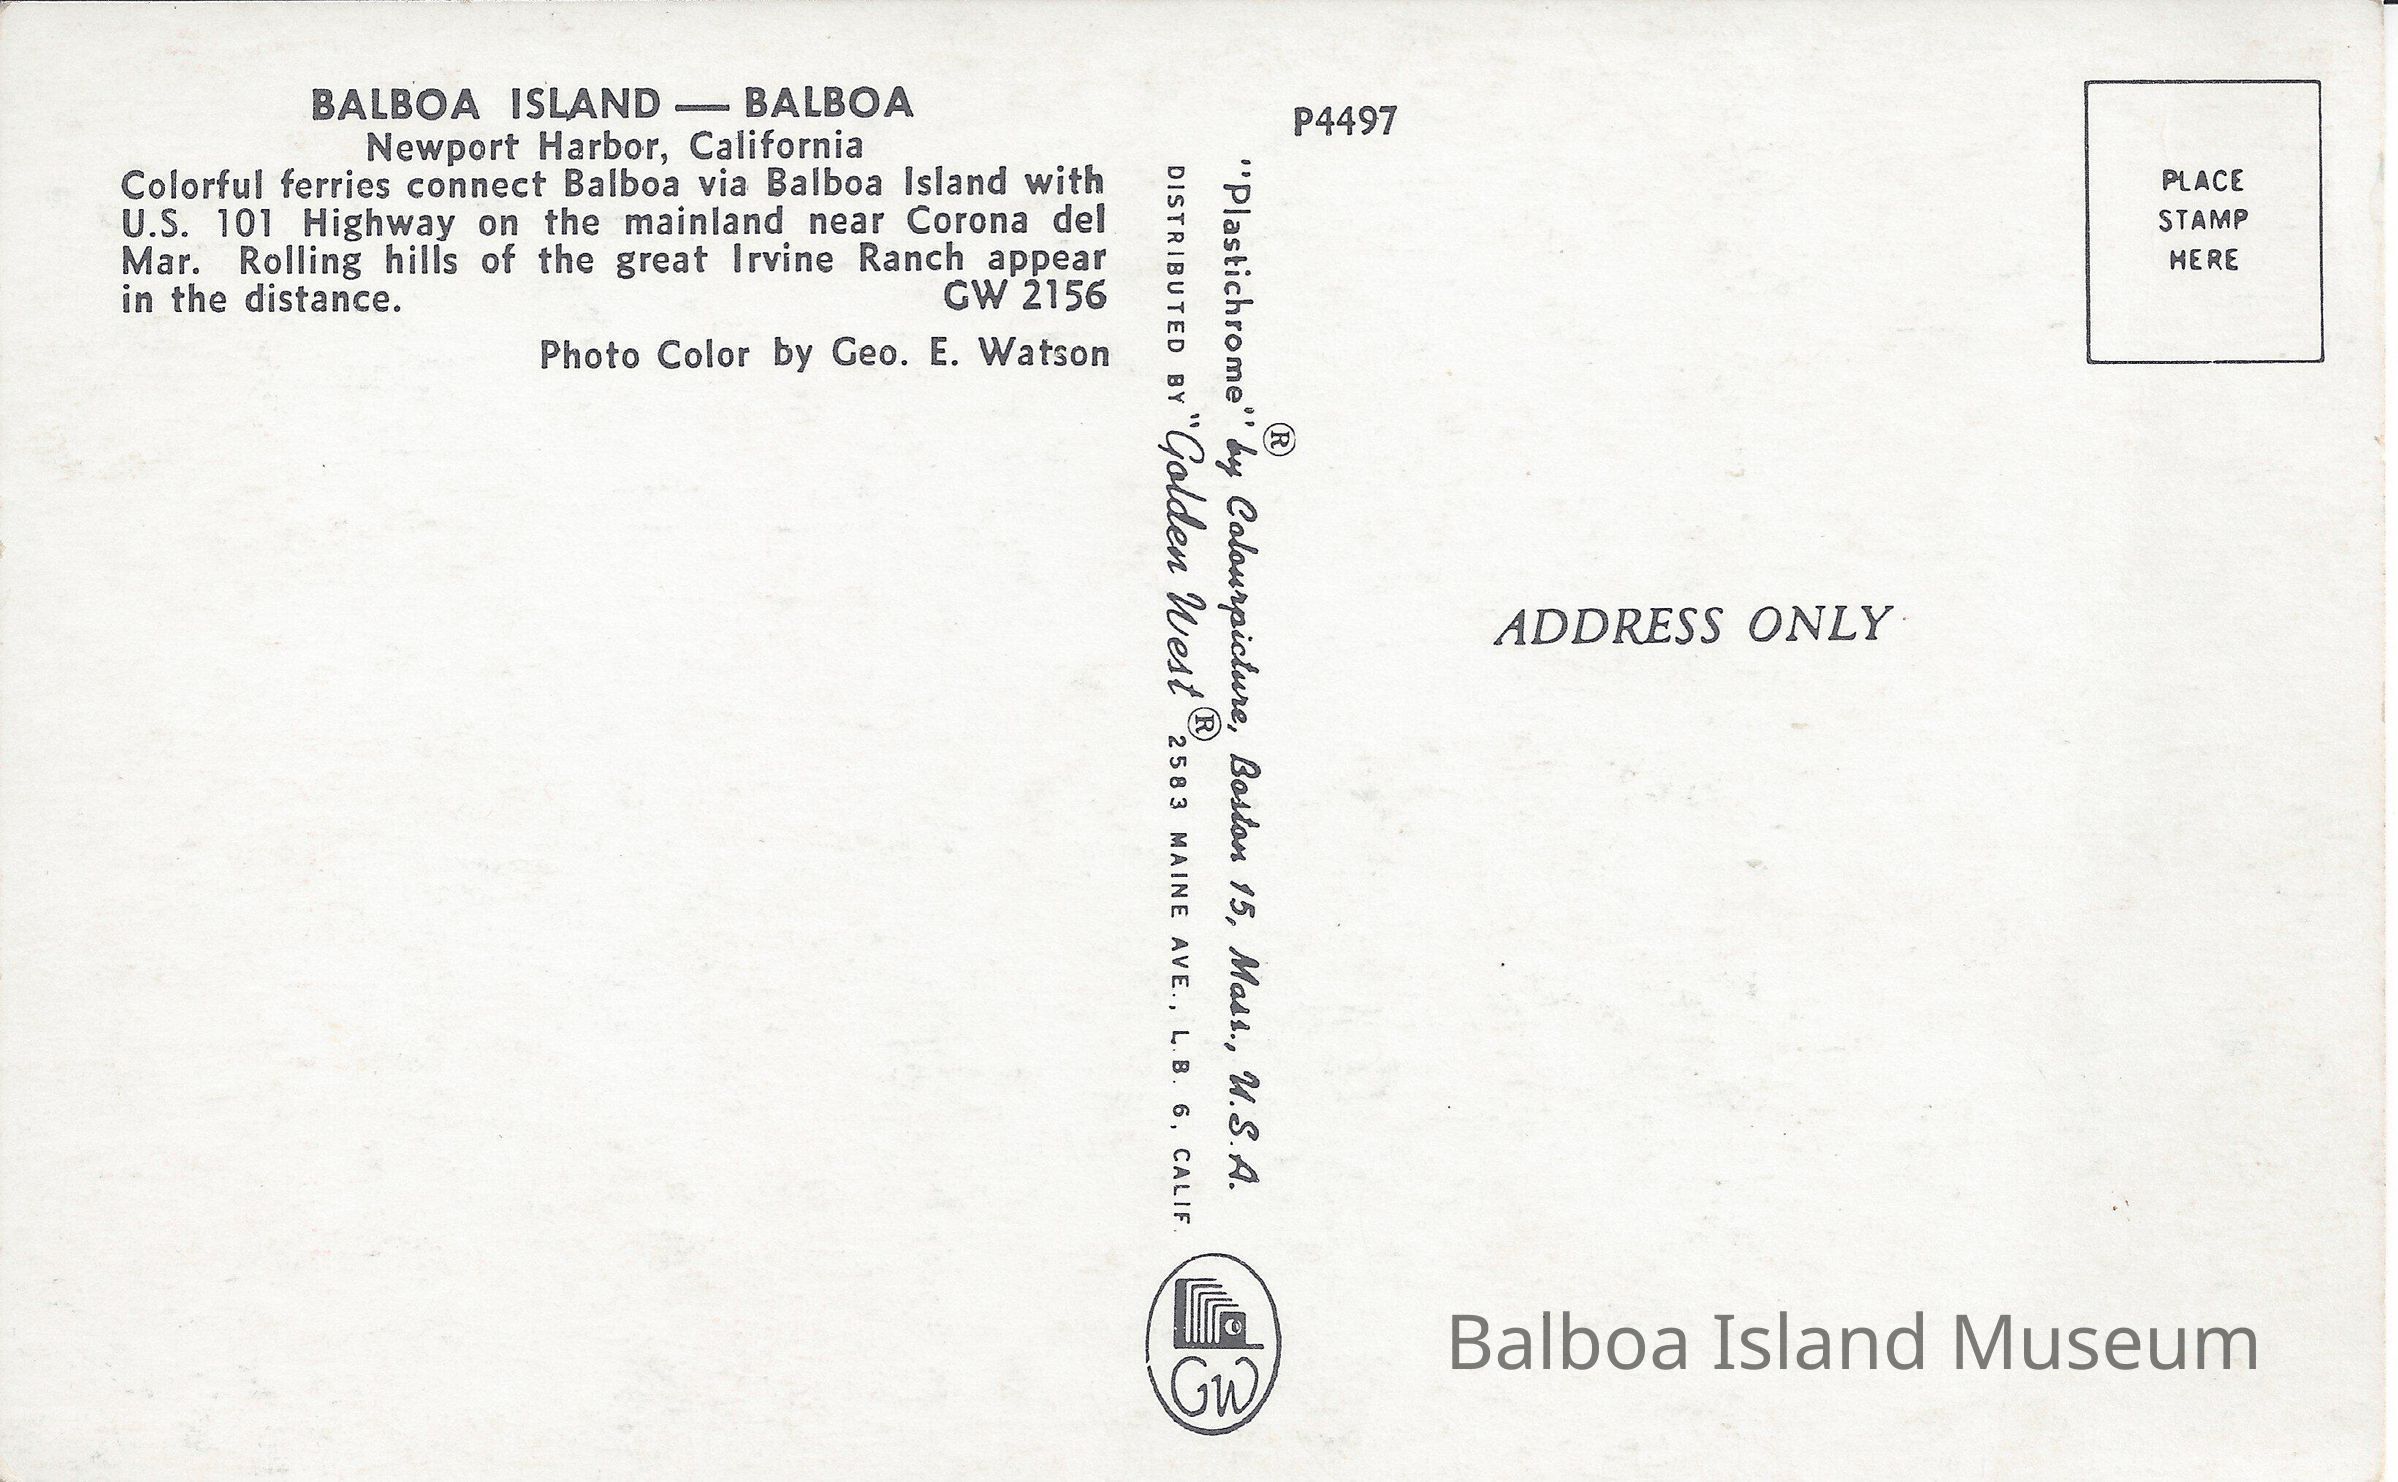 BALBOA ISLAND — BALBOA
Newport Harbor, California
Colorful ferries connect Balboa via Balboa Island with
U.S. 101 Highway on the mainland near Corona del
Mar. Rolling hills of the great Irvine Ranch appear
in the distance. GW 2156
Photo Color by Geo. E. Watson
DISTRIBUTED BY "Golden West"® 2583 MAINE AVE., L.B. 6, CALIF.
"Plastichrome"® by Colourpicture, Boston 15, Mass., U.S.A.
GW
P4497
PLACE
STAMP
HERE
ADDRESS ONLY
Balboa Island Museum